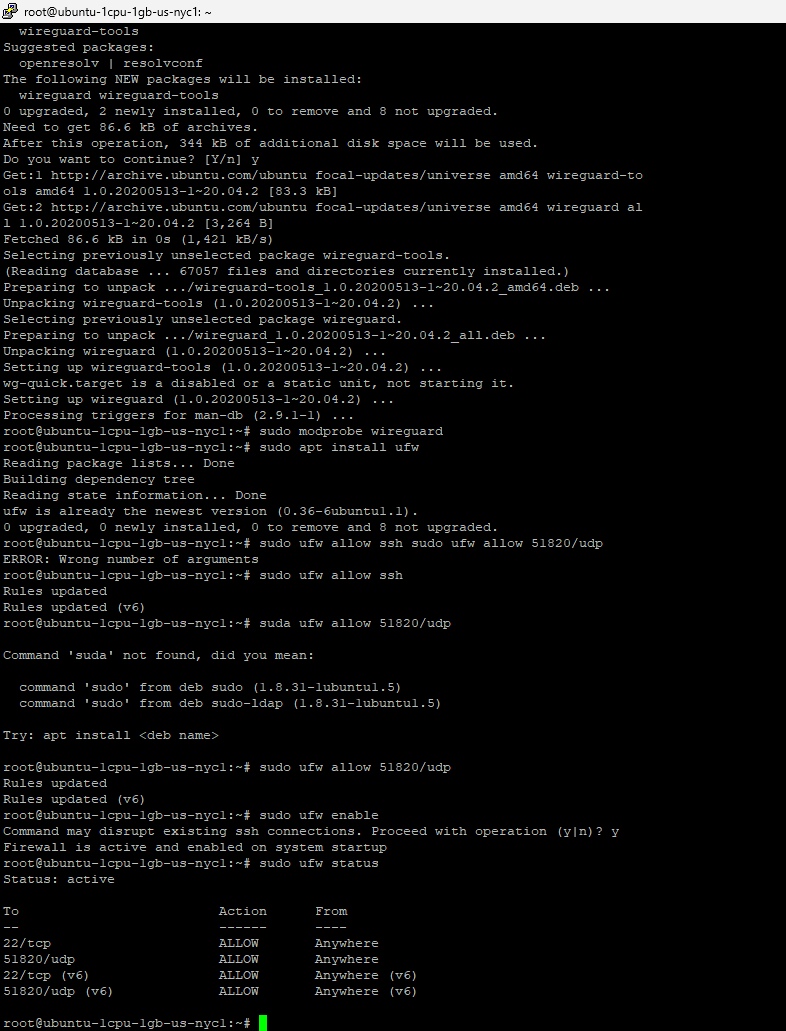 root@ubuntu-1cpu-1gb-us-nyc1: ~
wireguard-tools
Suggested packages:
openresolv | resolvconf
The following NEW packages will be installed:
wireguard wireguard-tools
0 upgraded, 2 newly installed, 0 to remove and 8 not upgraded.
Need to get 86.6 kB of archives.
After this operation, 344 kB of additional disk space will be used.
Do you want to continue? [Y/n] y
Get:1 http://archive.ubuntu.com/ubuntu focal-updates/universe amd64 wireguard-to
ols amd64 1.0.20200513-1~20.04.2 [83.3 kB]
Get:2 http://archive.ubuntu.com/ubuntu focal-updates/universe amd64 wireguard al
l 1.0.20200513-1~20.04.2 [3,264 B]
Fetched 86.6 kB in 0s (1,421 kB/s)
Selecting previously unselected package wireguard-tools.
(Reading database ... 67057 files and directories currently installed.)
Preparing to unpack .../wireguard-tools_1.0.20200513-1~20.04.2_amd64.deb ...
Unpacking wireguard-tools (1.0.20200513-1~20.04.2) ...
Selecting previously unselected package wireguard.
Preparing to unpack .../wireguard_1.0.20200513-1~20.04.2_all.deb ...
Unpacking wireguard (1.0.20200513-1~20.04.2) ...
Setting up wireguard-tools (1.0.20200513-1~20.04.2) ...
wg-quick.target is a disabled or a static unit, not starting it.
Setting up wireguard (1.0.20200513-1~20.04.2) ...
Processing triggers for man-db (2.9.1-1) ...
root@ubuntu-1cpu-1gb-us-nyc1:~# sudo modprobe wireguard
root@ubuntu-1cpu-1gb-us-nyc1:~# sudo apt install ufw
Reading package lists... Done
Building dependency tree
Reading state information... Done
ufw is already the newest version (0.36-6ubuntu1.1).
0 upgraded, 0 newly installed, 0 to remove and 8 not upgraded.
root@ubuntu-1cpu-1gb-us-nyc1:~# sudo ufw allow ssh sudo ufw allow 51820/udp
ERROR: Wrong number of arguments
root@ubuntu-1cpu-1gb-us-nyc1:~# sudo ufw allow ssh
Rules updated
Rules updated (v6)
root@ubuntu-1cpu-1gb-us-nyc1:~# suda ufw allow 51820/udp
Command 'suda' not found, did you mean:
command 'sudo' from deb sudo (1.8.31-1ubuntu1.5)
command 'sudo' from deb sudo-ldap (1.8.31-1ubuntu1.5)
Try: apt install <deb name>
root@ubuntu-1cpu-1gb-us-nyc1:~# sudo ufw allow 51820/udp
Rules updated
Rules updated (v6)
root@ubuntu-1cpu-1gb-us-nyc1:~# sudo ufw enable
Command may disrupt existing ssh connections. Proceed with operation (y|n)? y
Firewall is active and enabled on system startup
root@ubuntu-1cpu-1gb-us-nyc1:~# sudo ufw status
Status: active
To Action From
-- ------ ----
22/tcp ALLOW Anywhere
51820/udp ALLOW Anywhere
22/tcp (v6) ALLOW Anywhere (v6)
51820/udp (v6) ALLOW Anywhere (v6)
root@ubuntu-1cpu-1gb-us-nyc1:~#